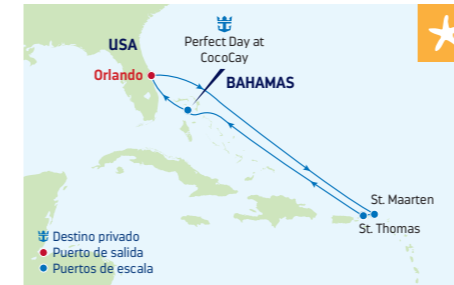 USA
Perfect Day at
CocoCay
Orlando
BAHAMAS
St. Maarten
St. Thomas
Destino privado
Puerto de salida
Puertos de escala